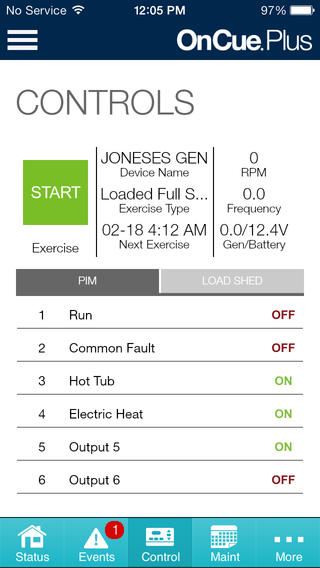 No Service 12:05 PM 97%
OnCue.Plus
CONTROLS
START
Exercise
JONESES GEN
Device Name
Loaded Full S...
Exercise Type
02-18 4:12 AM
Next Exercise
0
RPM
0.0
Frequency
0.0/12.4V
Gen/Battery
PIM LOAD SHED
1 Run OFF
2 Common Fault OFF
3 Hot Tub ON
4 Electric Heat ON
5 Output 5 ON
6 Output 6 OFF
1
Status Events Control Maint More